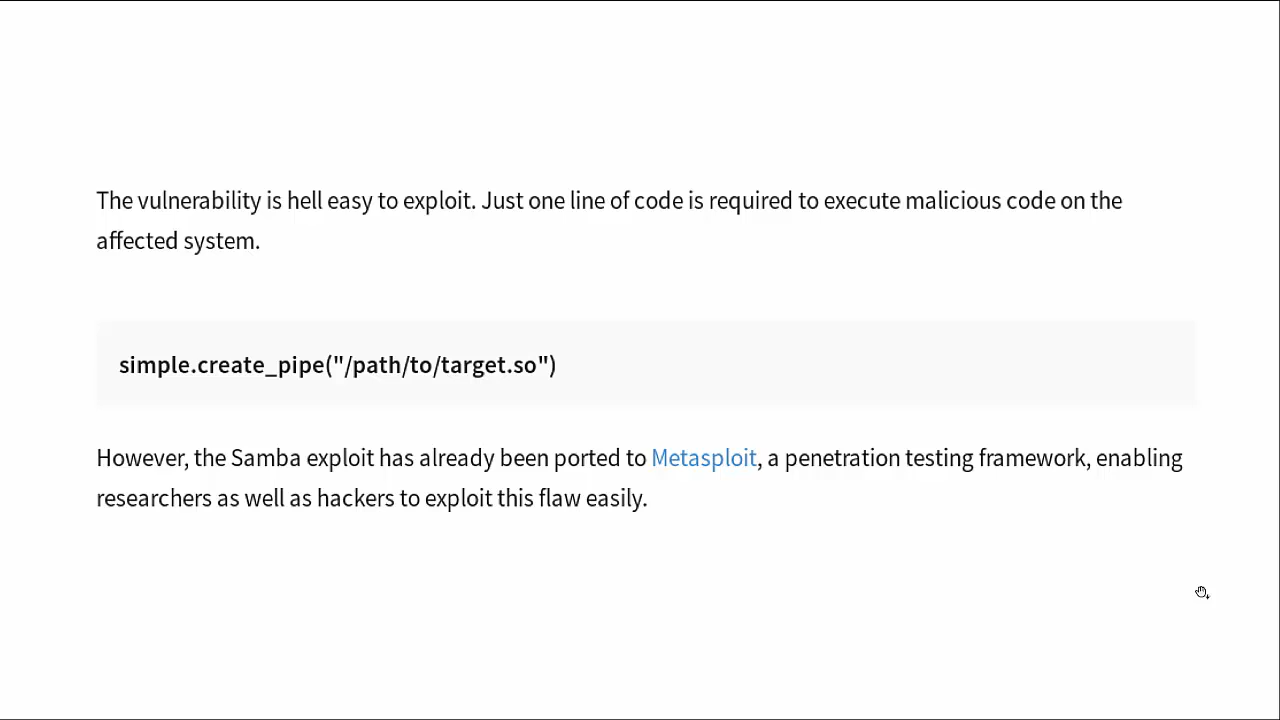 The vulnerability is hell easy to exploit. Just one line of code is required to execute malicious code on the
affected system.
simple.create_pipe("/path/to/target.so")
However, the Samba exploit has already been ported to Metasploit, a penetration testing framework, enabling
researchers as well as hackers to exploit this flaw easily.